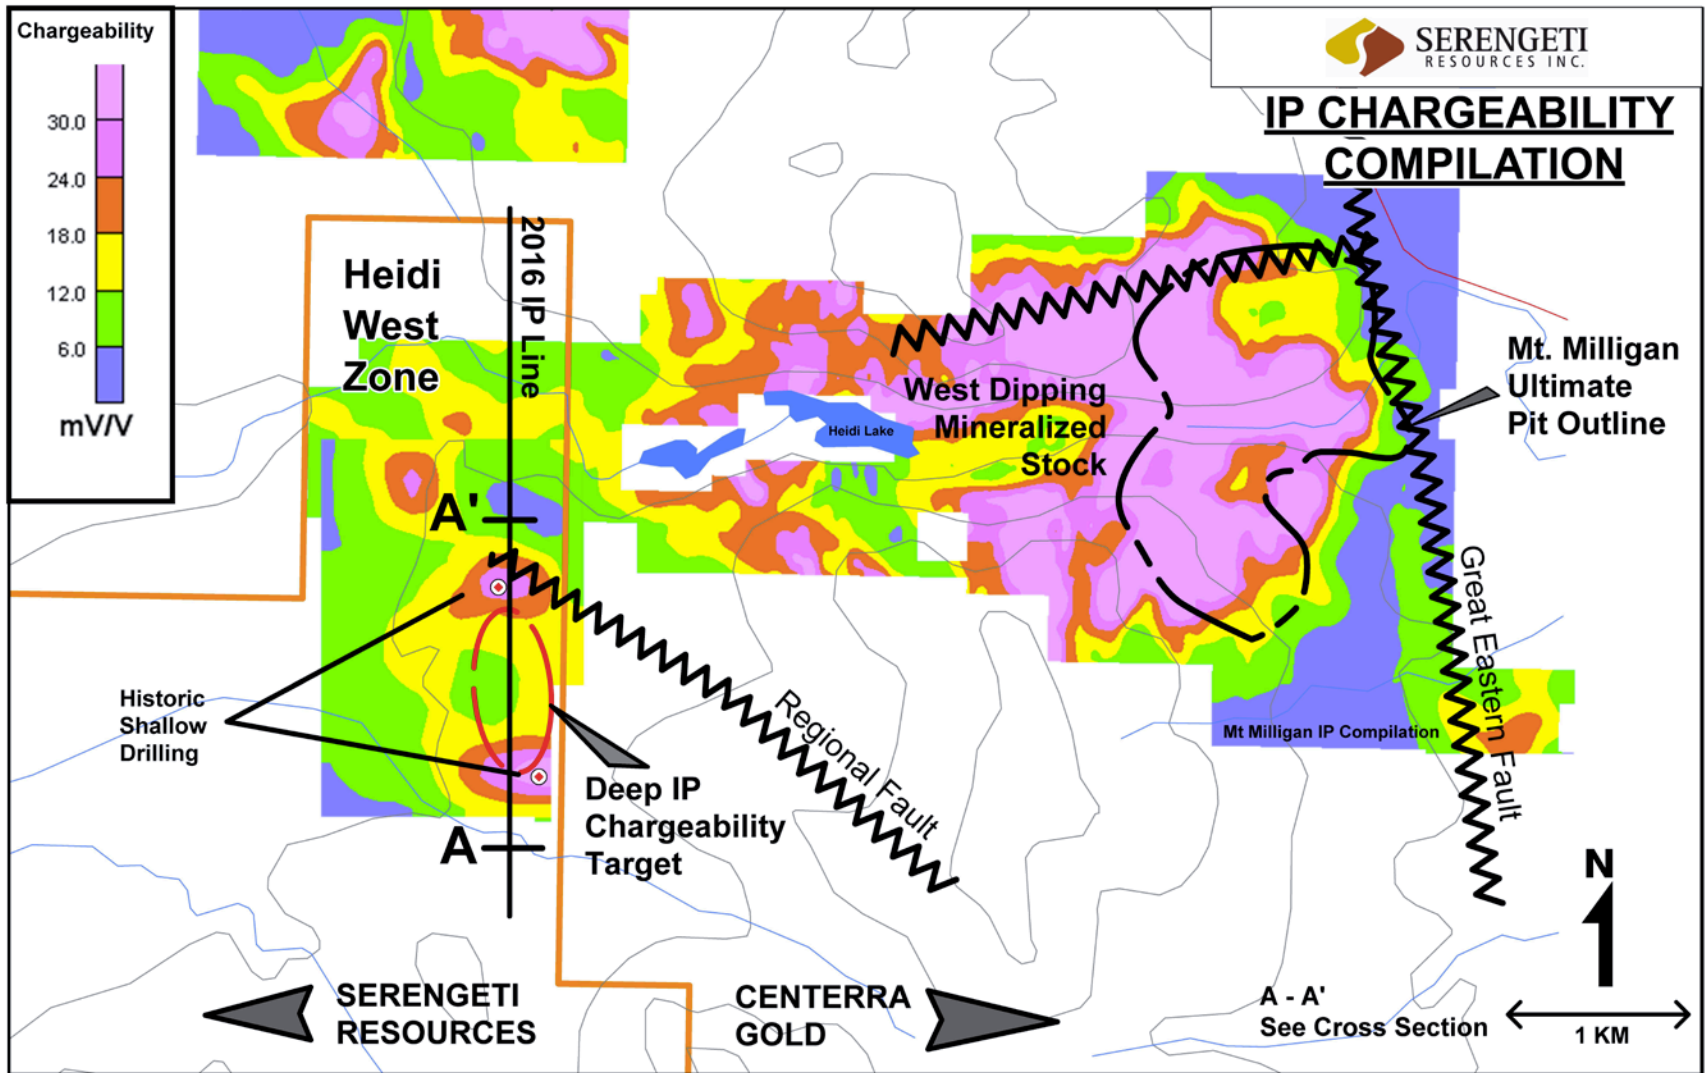 Chargeability
30.0
24.0
18.0
12.0
6.0
mV/V
SERENGETI
RESOURCES INC.
IP CHARGEABILITY
COMPILATION
2016 IP Line
Heidi
West
Zone
Heidi Lake
West Dipping
Mineralized
Stock
Mt. Milligan
Ultimate
Pit Outline
A'
Historic
Shallow
Drilling
Regional Fault
Great Eastern Fault
Mt Milligan IP Compilation
Deep IP
Chargeability
Target
A
N
SERENGETI
RESOURCES
CENTERRA
GOLD
A - A'
See Cross Section
1 KM